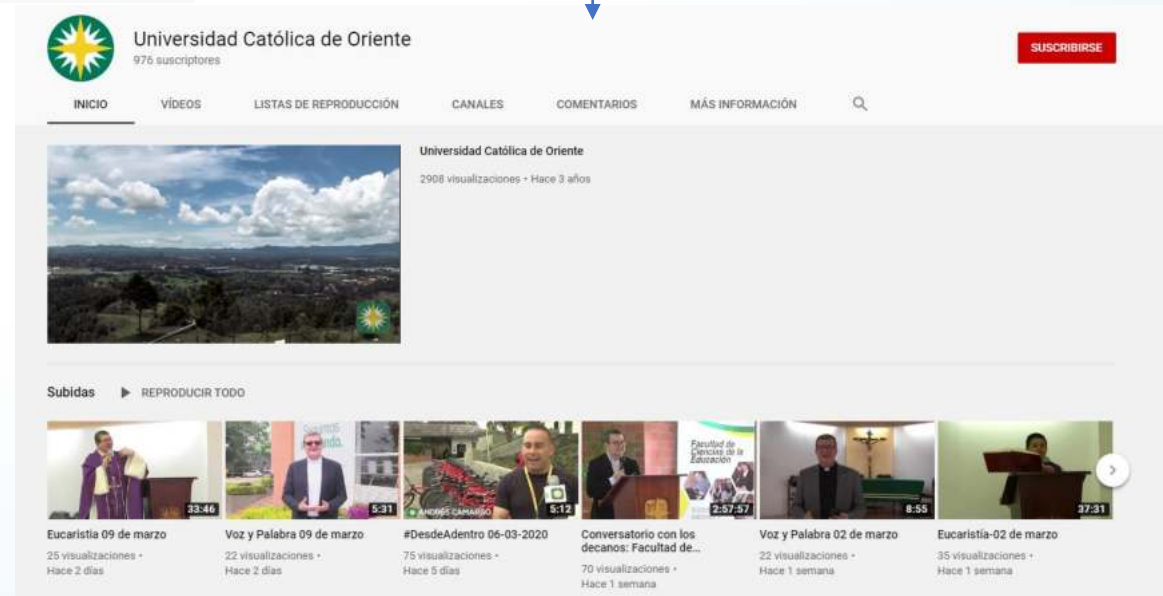 Universidad Católica de Oriente
976 suscriptores
SUSCRIBIRSE
INICIO VÍDEOS LISTAS DE REPRODUCCIÓN CANALES COMENTARIOS MÁS INFORMACIÓN
Universidad Católica de Oriente
2908 visualizaciones • Hace 3 años
Subidas REPRODUCIR TODO
ANDRÉS CAMARGO
Facultad de
Ciencias de la
Educación
33:46 5:31 5:12 2:57:57 8:55 37:31
Eucaristia 09 de marzo
25 visualizaciones •
Hace 2 días
Voz y Palabra 09 de marzo
22 visualizaciones •
Hace 2 días
#DesdeAdentro 06-03-2020
75 visualizaciones •
Hace 5 días
Conversatorio con los
decanos: Facultad de...
70 visualizaciones •
Hace 1 semana
Voz y Palabra 02 de marzo
22 visualizaciones •
Hace 1 semana
Eucaristía-02 de marzo
35 visualizaciones •
Hace 1 semana